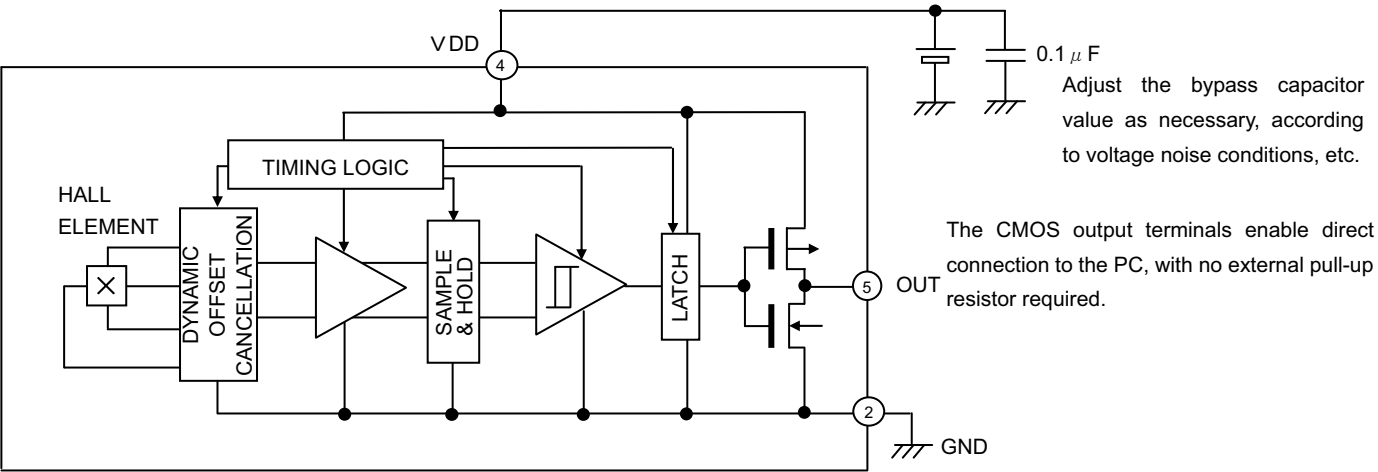 VDD
4
0.1 μ F
Adjust the bypass capacitor
value as necessary, according
to voltage noise conditions, etc.
TIMING LOGIC
HALL
ELEMENT
DYNAMIC
OFFSET
CANCELLATION
SAMPLE
& HOLD
LATCH
The CMOS output terminals enable direct
connection to the PC, with no external pull-up
resistor required.
5
OUT
2
GND